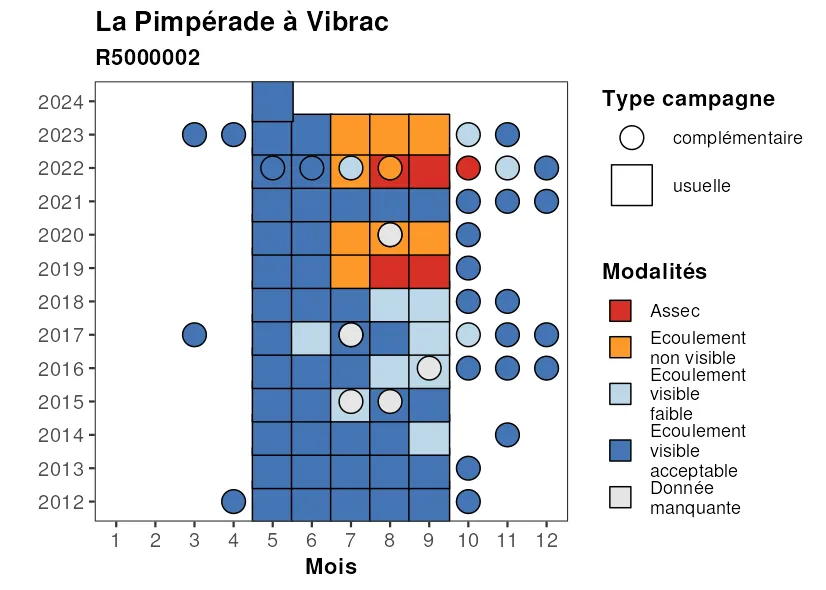 La Pimpérade à Vibrac
R5000002
2024
2023
2022
2021
2020
2019
2018
2017
2016
2015
2014
2013
2012
1 2 3 4 5 6 7 8 9 10 11 12
Mois
Type campagne
complémentaire
usuelle
Modalités
Assec
Ecoulement
non visible
Ecoulement
visible
faible
Ecoulement
visible
acceptable
Donnée
manquante